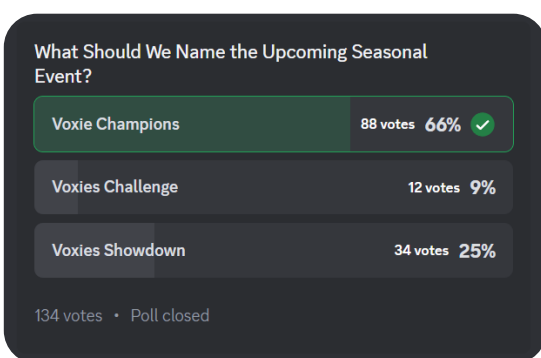 What Should We Name the Upcoming Seasonal
Event?
Voxie Champions 88 votes 66%
Voxies Challenge 12 votes 9%
Voxies Showdown 34 votes 25%
134 votes • Poll closed